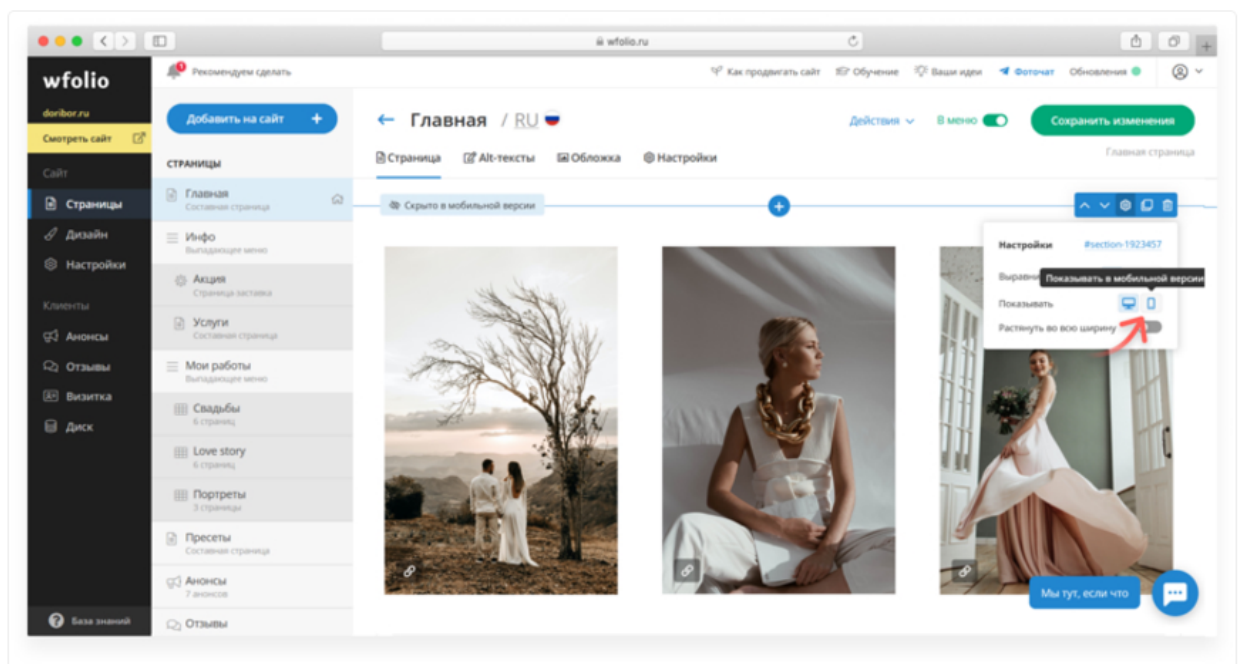 wfolio.ru
wfolio
Рекомендуем сделать
Как продвигать сайт
Обучение
Ваши идеи
Фоточат
Обновления
doribor.ru
Смотреть сайт
Добавить на сайт +
Главная / RU
Действия
В меню
Сохранить изменения
Главная страница
Страница
Alt-тексты
Обложка
Настройки
Сайт
Страницы
Дизайн
Настройки
Клиенты
Анонсы
Отзывы
Визитка
Диск
База знаний
СТРАНИЦЫ
Главная
Составная страница
Инфо
Выпадающее меню
Акция
Страница-заставка
Услуги
Составная страница
Мои работы
Выпадающее меню
Свадьбы
6 страниц
Love story
6 страниц
Портреты
3 страницы
Пресеты
Составная страница
Анонсы
7 анонсов
Отзывы
Скрыто в мобильной версии
Настройки
#section-1923457
Показывать в мобильной версии
Показывать
Растянуть во всю ширину
Мы тут, если что